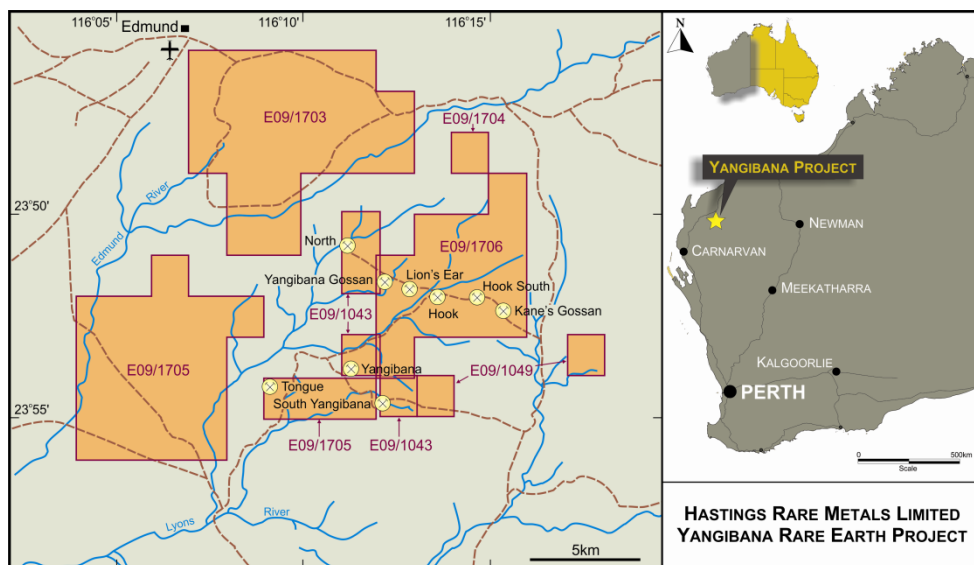 116°05'
116°10'
116°15'
Edmund
E09/1703
E09/1704
River
Edmund
23°50'
North
E09/1706
Yangibana Gossan
Lion's Ear
Hook South
E09/1043
Hook
Kane's Gossan
E09/1705
Yangibana
E09/1049
Tongue
South Yangibana
23°55'
E09/1705
E09/1043
Lyons
River
5km
N
YANGIBANA PROJECT
NEWMAN
CARNARVAN
MEEKATHARRA
KALGOORLIE
PERTH
0
500km
Scale
HASTINGS RARE METALS LIMITED
YANGIBANA RARE EARTH PROJECT